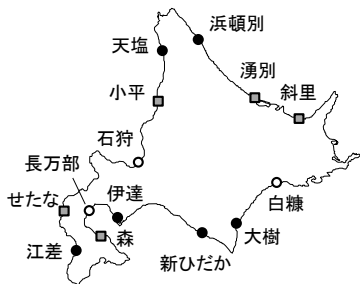 浜頓別
天塩
湧別
小平
斜里
石狩
長万部
せたな
伊達
白糠
森
大樹
江差
新ひだか